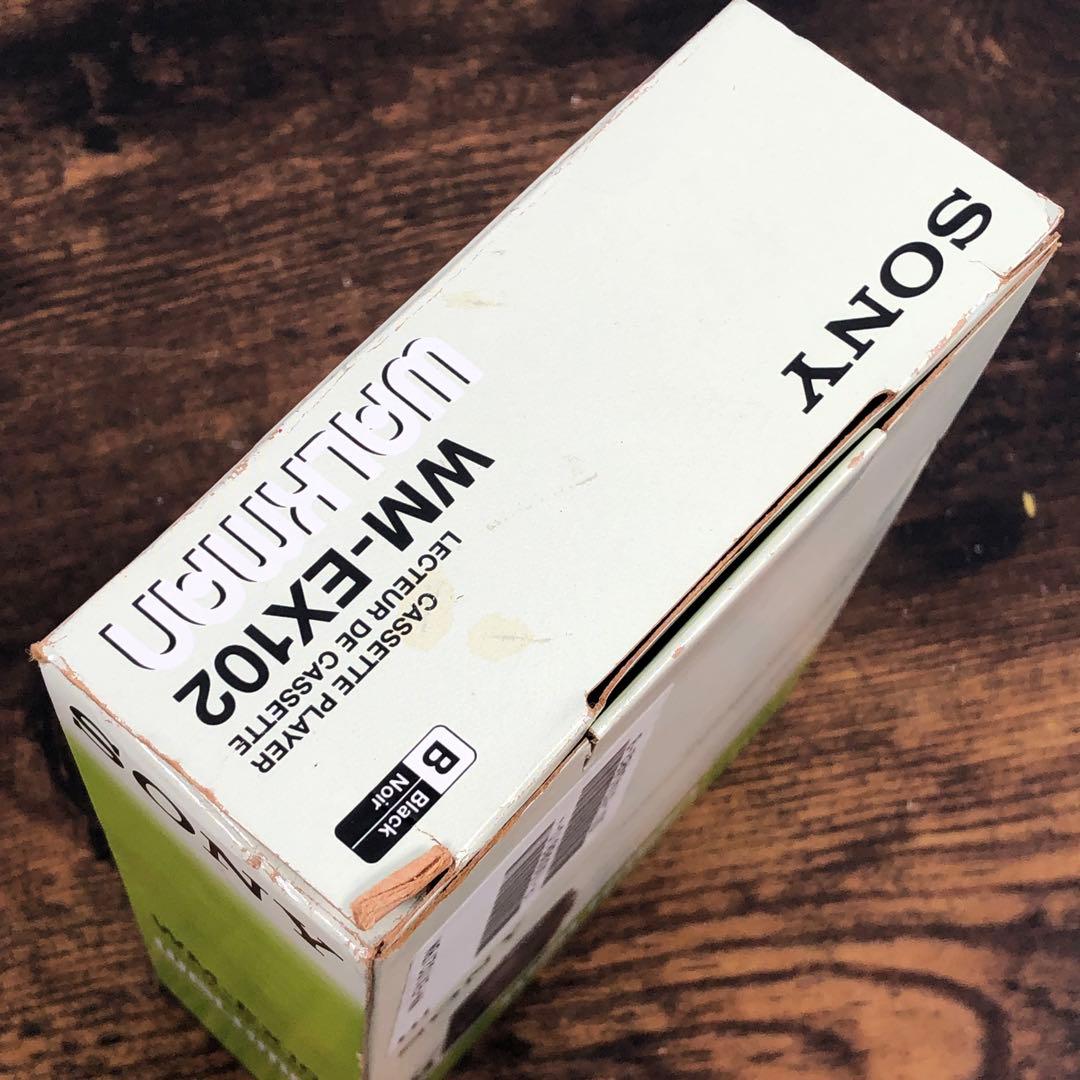 SONY
WALKMAN
WM-EX102
CASSETTE PLAYER
LECTEUR DE CASSETTE
B
Black
Noir
SONY